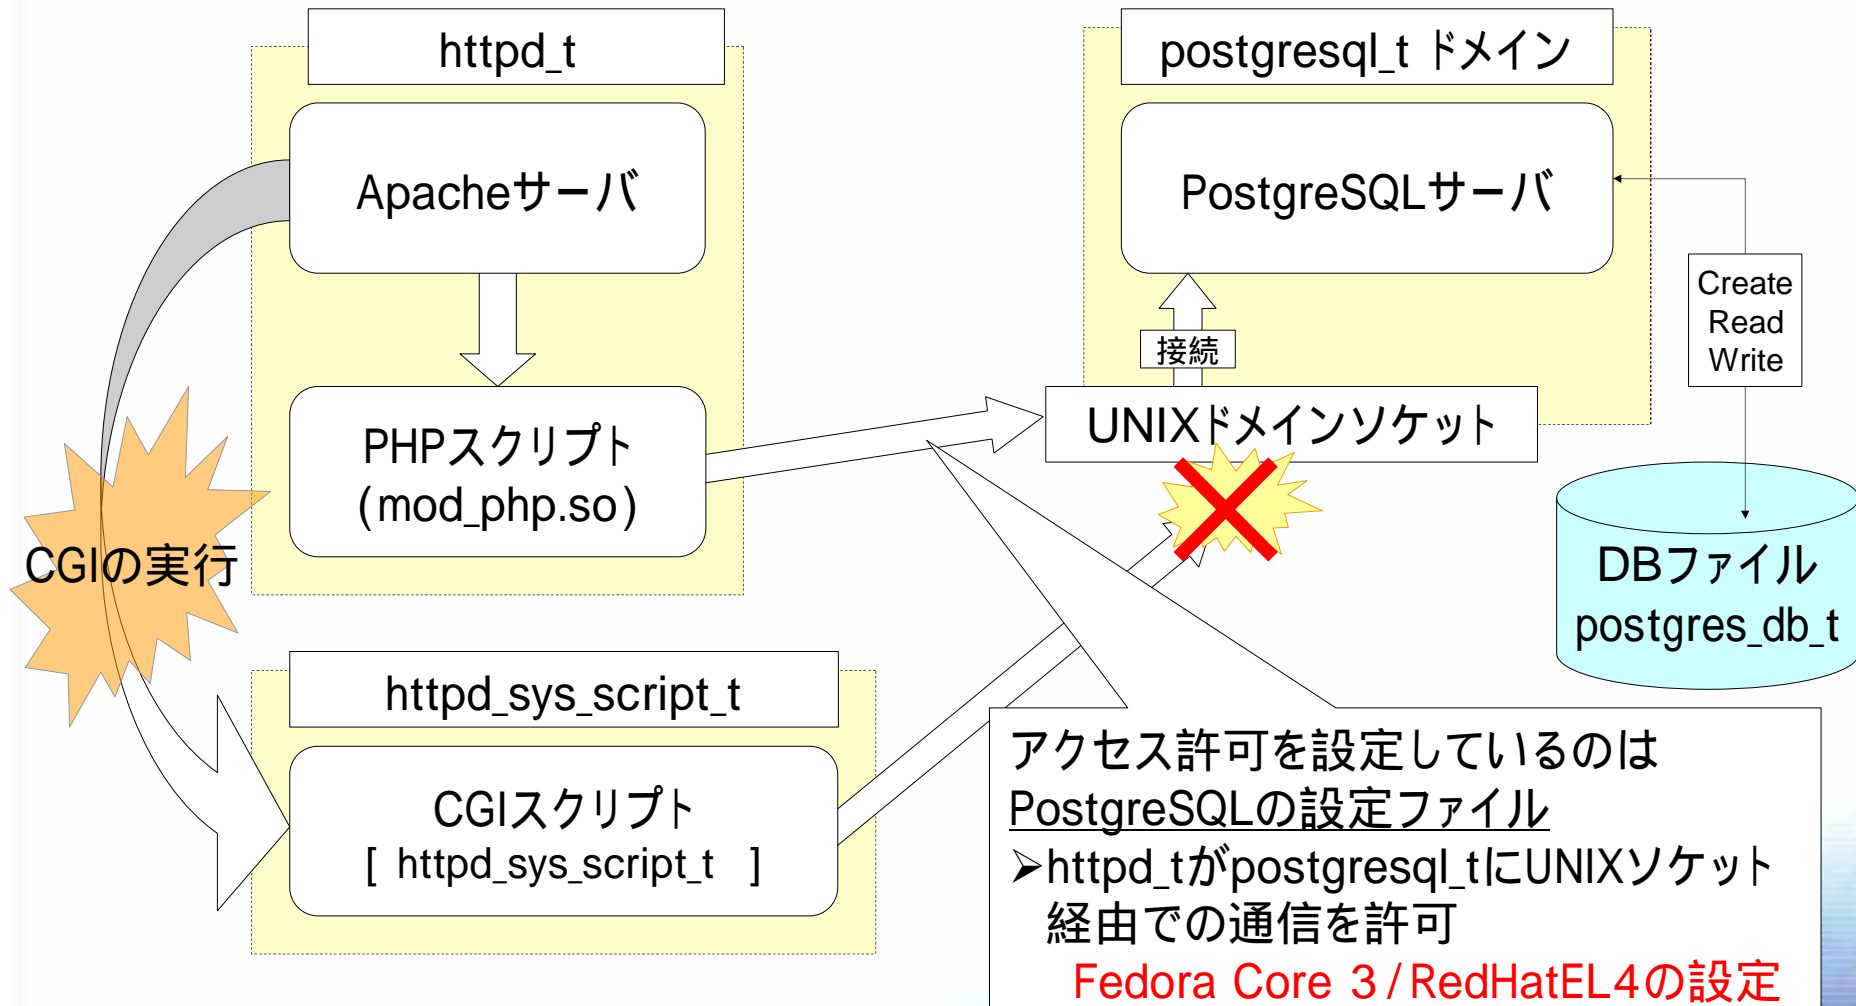 httpd_t
postgresql_t ドメイン
Apacheサーバ
PostgreSQLサーバ
Create
Read
Write
接続
PHPスクリプト
(mod_php.so)
UNIXドメインソケット
CGIの実行
DBファイル
postgres_db_t
httpd_sys_script_t
CGIスクリプト
[ httpd_sys_script_t ]
アクセス許可を設定しているのは
PostgreSQLの設定ファイル
➢httpd_tがpostgresql_tにUNIXソケット
経由での通信を許可
Fedora Core 3/RedHatEL4の設定